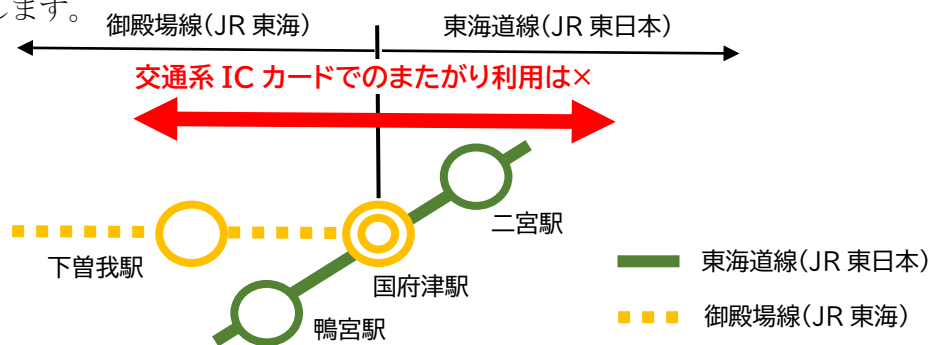 します。
御殿場線(JR 東海)
東海道線(JR 東日本)
交通系 IC カードでのまたがり利用は×
二宮駅
下曽我駅
国府津駅
鴨宮駅
東海道線(JR 東日本)
御殿場線(JR 東海)